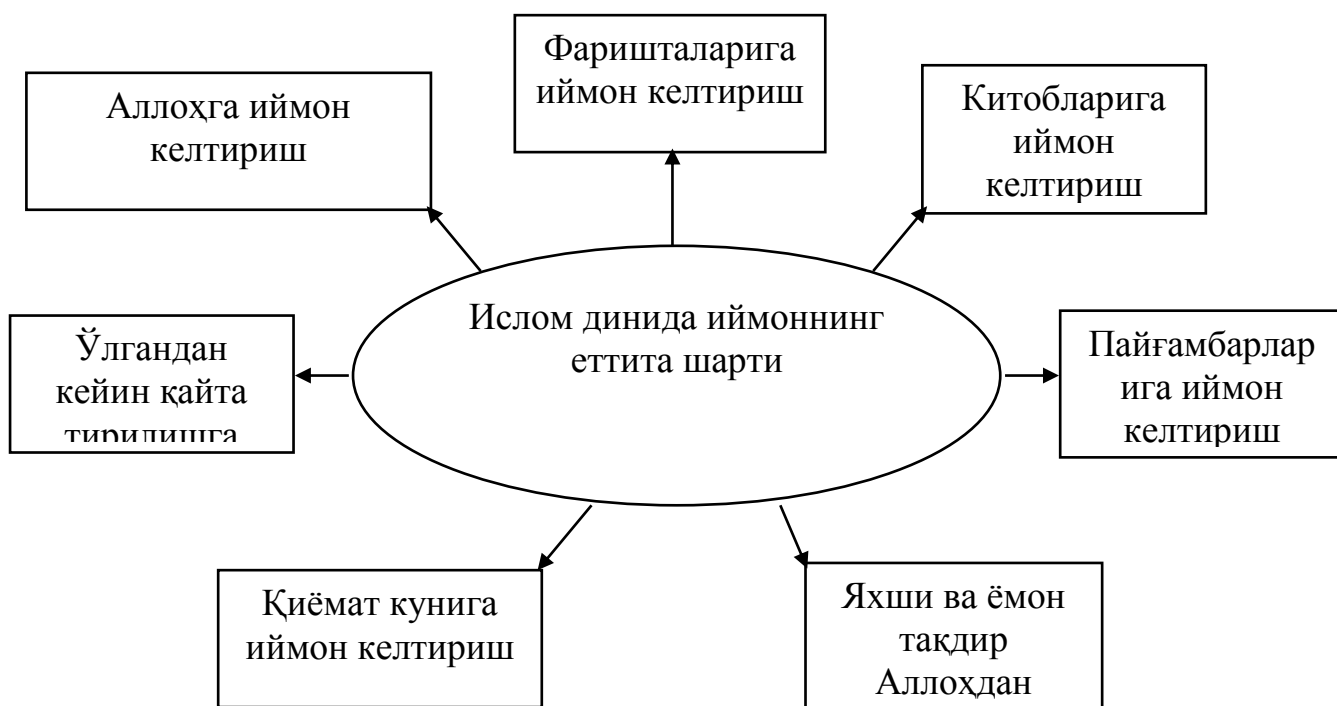 Фаришталарига
иймон келтириш
Аллоҳга иймон
келтириш
Китобларига
иймон
келтириш
Ислом динида иймоннинг
еттита шарти
Ўлгандан
кейин қайта
тирилишга
Пайғамбарлар
ига иймон
келтириш
Қиёмат кунига
иймон келтириш
Яхши ва ёмон
тақдир
Аллоҳдан